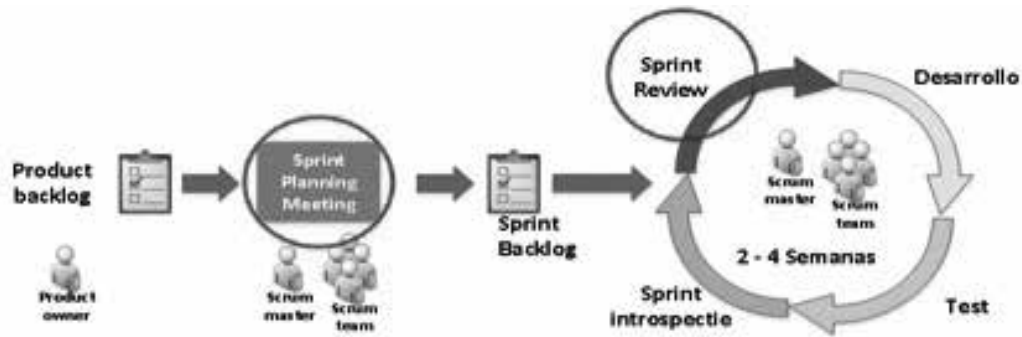 Product
backlog
Product
owner
Sprint
Planning
Meeting
Scrum
master
Scrum
team
Sprint
Backlog
Sprint
Review
Desarrollo
Scrum
master
Scrum
team
2 - 4 Semanas
Sprint
introspectie
Test